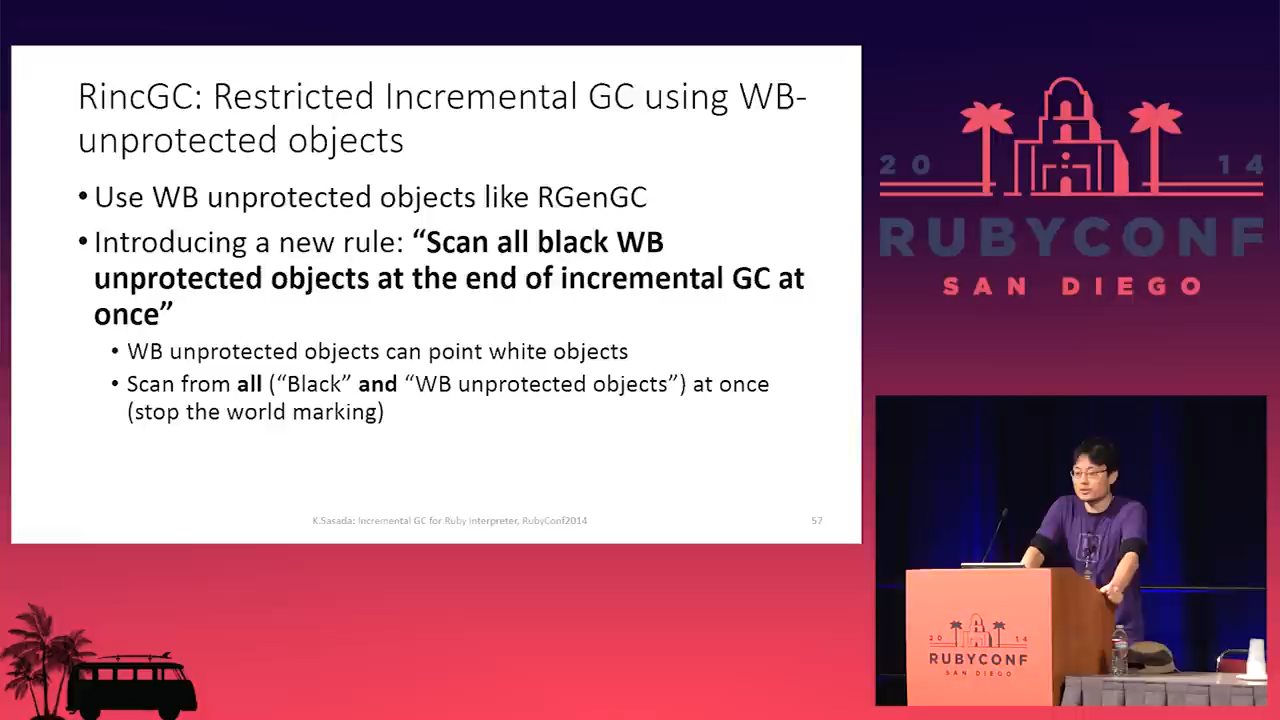 RincGC: Restricted Incremental GC using WB-
unprotected objects
• Use WB unprotected objects like RGenGC
• Introducing a new rule: “Scan all black WB
unprotected objects at the end of incremental GC at
once”
• WB unprotected objects can point white objects
• Scan from all (“Black” and “WB unprotected objects”) at once
(stop the world marking)
K.Sasada: Incremental GC for Ruby Interpreter, RubyConf2014
57
20 14
RUBYCONF
SAN DIEGO
20 14
RUBYCONF
SAN DIEGO